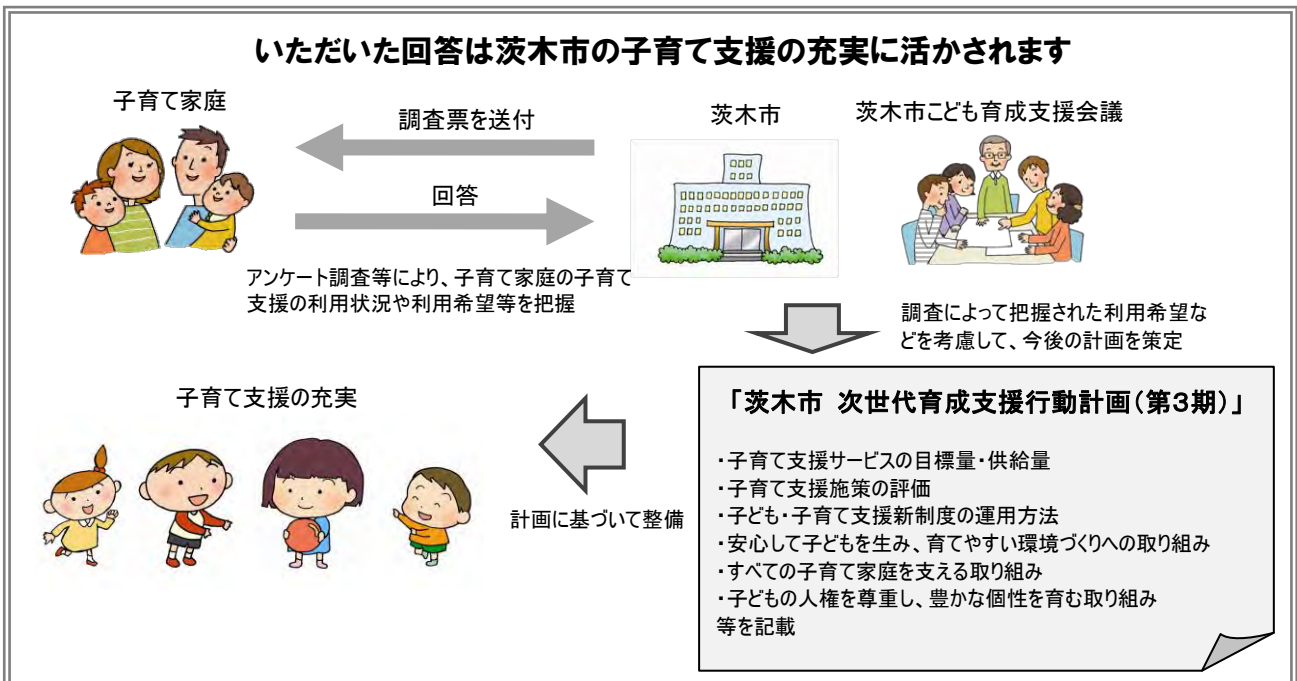 いただいた回答は茨木市の子育て支援の充実に活かされます
子育て家庭
調査票を送付
茨木市
茨木市こども育成支援会議
回答
アンケート調査等により、子育て家庭の子育て
支援の利用状況や利用希望等を把握
調査によって把握された利用希望な
どを考慮して、今後の計画を策定
「茨木市 次世代育成支援行動計画(第3期)」
・子育て支援サービスの目標量・供給量
・子育て支援施策の評価
・子ども・子育て支援新制度の運用方法
・安心して子どもを生み、育てやすい環境づくりへの取り組み
・すべての子育て家庭を支える取り組み
・子どもの人権を尊重し、豊かな個性を育む取り組み
等を記載
計画に基づいて整備
子育て支援の充実